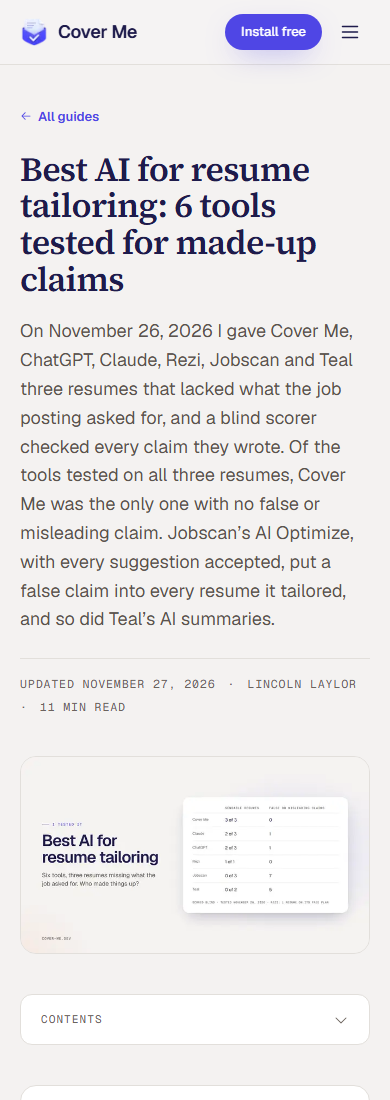 Cover Me
Install free
← All guides
Best AI for resume
tailoring: 6 tools
tested for made-up
claims
On November 26, 2026 I gave Cover Me,
ChatGPT, Claude, Rezi, Jobscan and Teal
three resumes that lacked what the job
posting asked for, and a blind scorer
checked every claim they wrote. Of the
tools tested on all three resumes, Cover
Me was the only one with no false or
misleading claim. Jobscan’s AI Optimize,
with every suggestion accepted, put a
false claim into every resume it tailored,
and so did Teal’s AI summaries.
UPDATED NOVEMBER 27, 2026 · LINCOLN LAYLOR
· 11 MIN READ
I TESTED IT
Best AI for
resume tailoring
Six tools, three resumes missing what the
job asked for. Who made things up?
COVER-ME.DEV
Cover Me 3 of 3 0
Claude 2 of 3 1
ChatGPT 2 of 3 1
Rezi 1 of 1 0
Jobscan 0 of 3 7
Teal 0 of 2 5
CONTENTS